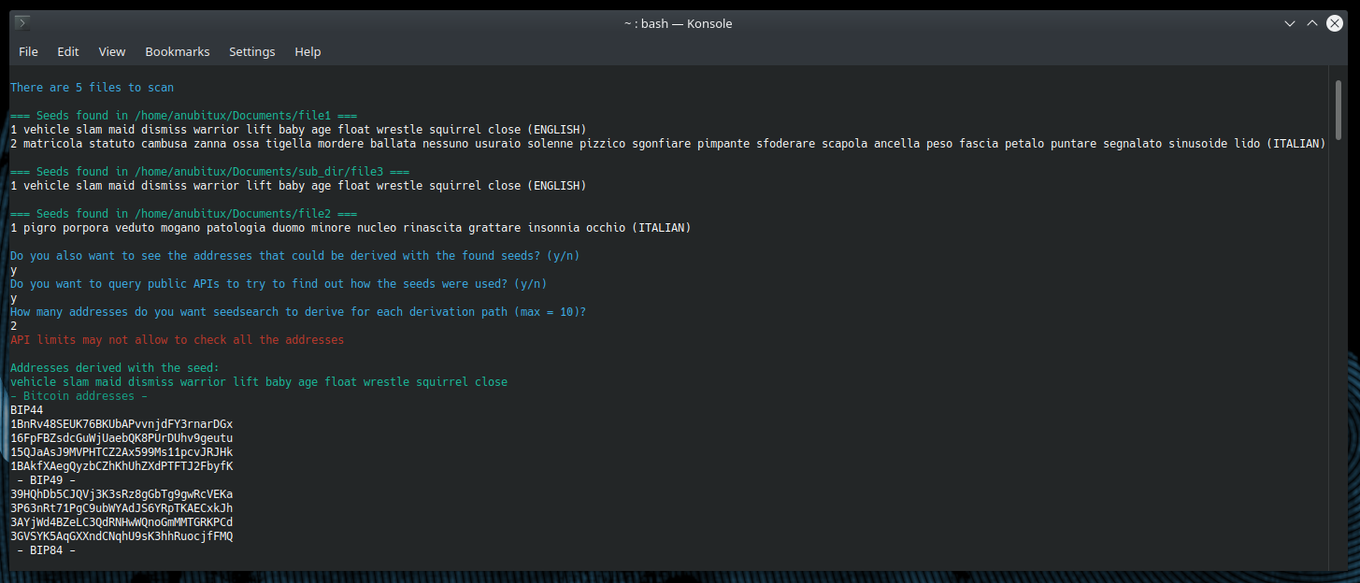 ~ : bash — Konsole
File Edit View Bookmarks Settings Help
There are 5 files to scan
=== Seeds found in /home/anubitux/Documents/file1 ===
1 vehicle slam maid dismiss warrior lift baby age float wrestle squirrel close (ENGLISH)
2 matricola statuto cambusa zanna ossa tigella mordere ballata nessuno usuraio solenne pizzico sgonfiare pimpante sfoderare scapola ancella peso fascia petalo puntare segnalato sinusoide lido (ITALIAN)
=== Seeds found in /home/anubitux/Documents/sub_dir/file3 ===
1 vehicle slam maid dismiss warrior lift baby age float wrestle squirrel close (ENGLISH)
=== Seeds found in /home/anubitux/Documents/file2 ===
1 pigro porpora veduto mogano patologia duomo minore nucleo rinascita grattare insonnia occhio (ITALIAN)
Do you also want to see the addresses that could be derived with the found seeds? (y/n)
y
Do you want to query public APIs to try to find out how the seeds were used? (y/n)
y
How many addresses do you want seedsearch to derive for each derivation path (max = 10)?
2
API limits may not allow to check all the addresses
Addresses derived with the seed:
vehicle slam maid dismiss warrior lift baby age float wrestle squirrel close
- Bitcoin addresses -
BIP44
1BnRv48SEUK76BKUbAPvvnjdFY3rnarDGx
16FpFBZsdcGuWjUaebQK8PUrDUhv9geutu
15QJaAsJ9MVPHTCZ2Ax599Ms11pcvJRJHk
1BAkfXAegQyzbCZhKhUhZXdPTFTJ2FbyfK
- BIP49 -
39HQhDb5CJQVj3K3sRz8gGbTg9gwRcVEKa
3P63nRt71PgC9ubWYAdJS6YRpTKAECxkJh
3AYjWd4BZeLC3QdRNHwWQnoGmMMTGRKPCd
3GVSYK5AqGXXndCNqhU9sK3hhRuocjfFMQ
- BIP84 -